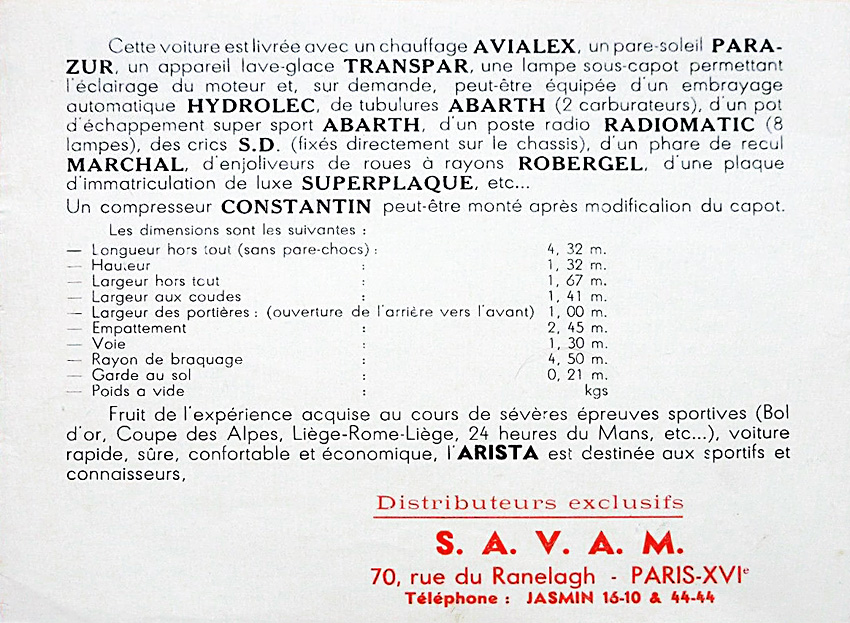 Cette voiture est livrée avec un chauffage AVIALEX, un pare-soleil PARA-
ZUR, un appareil lave-glace TRANSPAR, une lampe sous-capot permettant
l'éclairage du moteur et, sur demande, peut-être équipée d'un embrayage
automatique HYDROLEC, de tubulures ABARTH (2 carburateurs), d'un pot
d'échappement super sport ABARTH, d'un poste radio RADIOMATIC (8
lampes), des crics S.D. (fixés directement sur le chassis), d'un phare de recul
MARCHAL, d'enjoliveurs de roues à rayons ROBERGEL, d'une plaque
d'immatriculation de luxe SUPERPLAQUE, etc...
Un compresseur CONSTANTIN peut-être monté après modification du capot.
Les dimensions sont les suivantes :
— Longueur hors tout (sans pare-chocs) : 4, 32 m.
— Hauteur : 1, 32 m.
— Largeur hors tout : 1, 67 m.
— Largeur aux coudes : 1, 41 m.
— Largeur des portières : (ouverture de l'arrière vers l'avant) 1, 00 m.
— Empattement : 2, 45 m.
— Voie : 1, 30 m.
— Rayon de braquage : 4, 50 m.
— Garde au sol : 0, 21 m.
— Poids a vide : kgs
Fruit de l'expérience acquise au cours de sévères épreuves sportives (Bol
d'or, Coupe des Alpes, Liège-Rome-Liège, 24 heures du Mans, etc...), voiture
rapide, sûre, confortable et économique, l'ARISTA est destinée aux sportifs et
connaisseurs,
Distributeurs exclusifs
S. A. V. A. M.
70, rue du Ranelagh - PARIS-XVIe
Téléphone : JASMIN 16-10 & 44-44